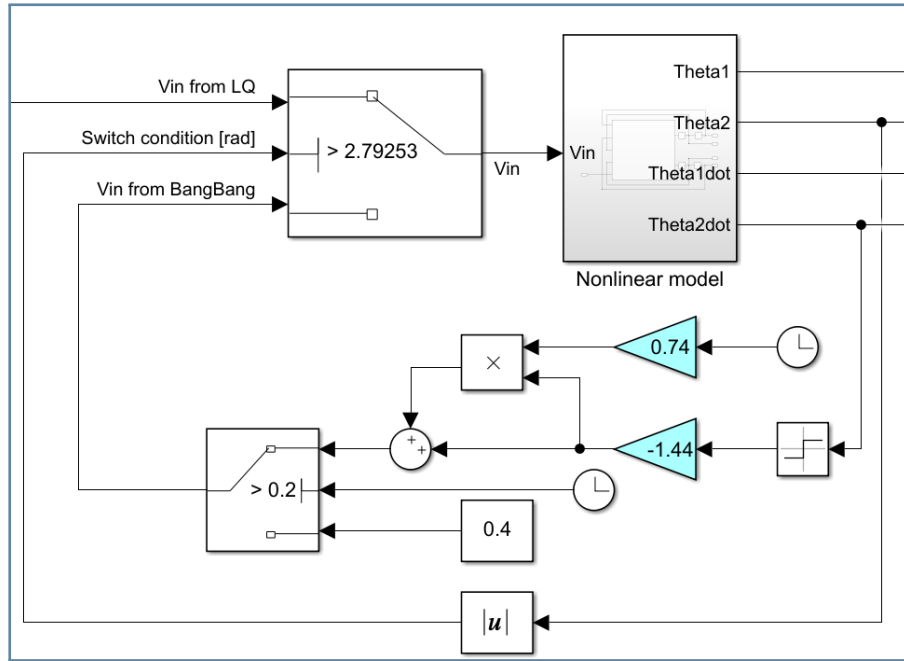 Vin from LQ
Switch condition [rad]
Vin from BangBang
> 2.79253
Vin
Vin
Theta1
Theta2
Theta1dot
Theta2dot
Nonlinear model
0.74
×
-1.44
+
+
> 0.2
0.4
|u|